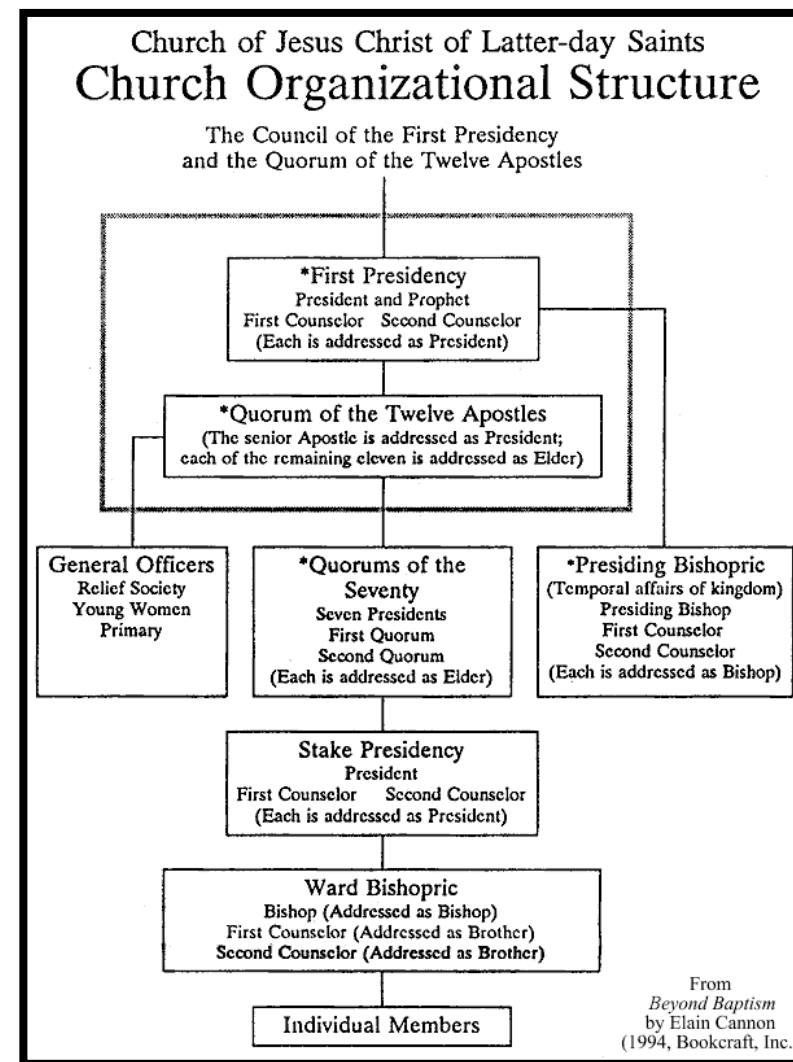 Church of Jesus Christ of Latter-day Saints
Church Organizational Structure
The Council of the First Presidency
and the Quorum of the Twelve Apostles
*First Presidency
President and Prophet
First Counselor Second Counselor
(Each is addressed as President)
*Quorum of the Twelve Apostles
(The senior Apostle is addressed as President;
each of the remaining eleven is addressed as Elder)
General Officers
Relief Society
Young Women
Primary
*Quorums of the
Seventy
Seven Presidents
First Quorum
Second Quorum
(Each is addressed as Elder)
*Presiding Bishopric
(Temporal affairs of kingdom)
Presiding Bishop
First Counselor
Second Counselor
(Each is addressed as Bishop)
Stake Presidency
President
First Counselor Second Counselor
(Each is addressed as President)
Ward Bishopric
Bishop (Addressed as Bishop)
First Counselor (Addressed as Brother)
Second Counselor (Addressed as Brother)
Individual Members
From
Beyond Baptism
by Elain Cannon
(1994, Bookcraft, Inc.